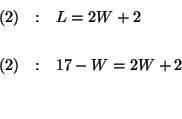 (2) : L = 2W + 2
(2) : 17 - W = 2W + 2